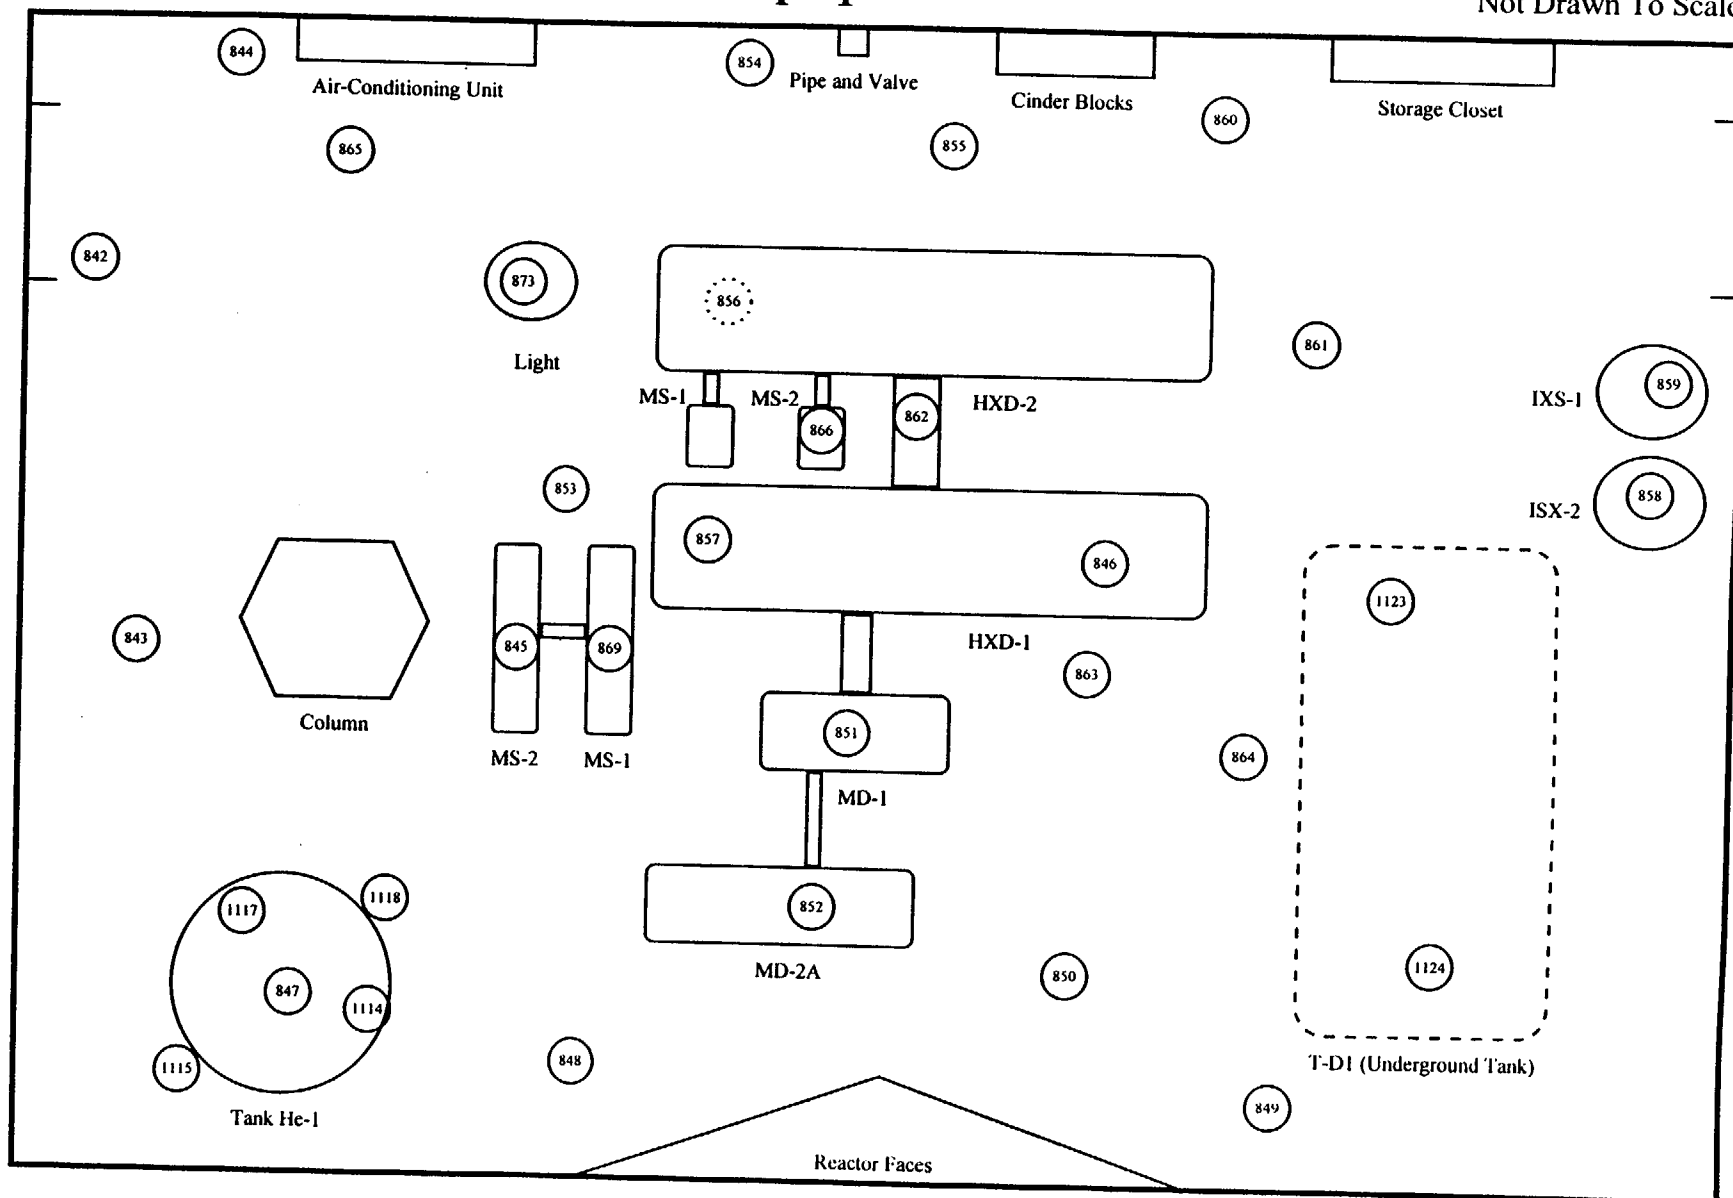 Not Drawn To Scale
844
854
Air-Conditioning Unit
Pipe and Valve
Cinder Blocks
Storage Closet
865
855
860
842
873
856
Light
861
MS-1
MS-2
HXD-2
IXS-1
859
866
862
853
ISX-2
858
857
846
1123
843
845
869
HXD-1
863
Column
851
MS-2
MS-1
864
MD-1
1117
1118
852
MD-2A
850
1124
847
1114
1115
848
T-D1 (Underground Tank)
Tank He-1
849
Reactor Faces